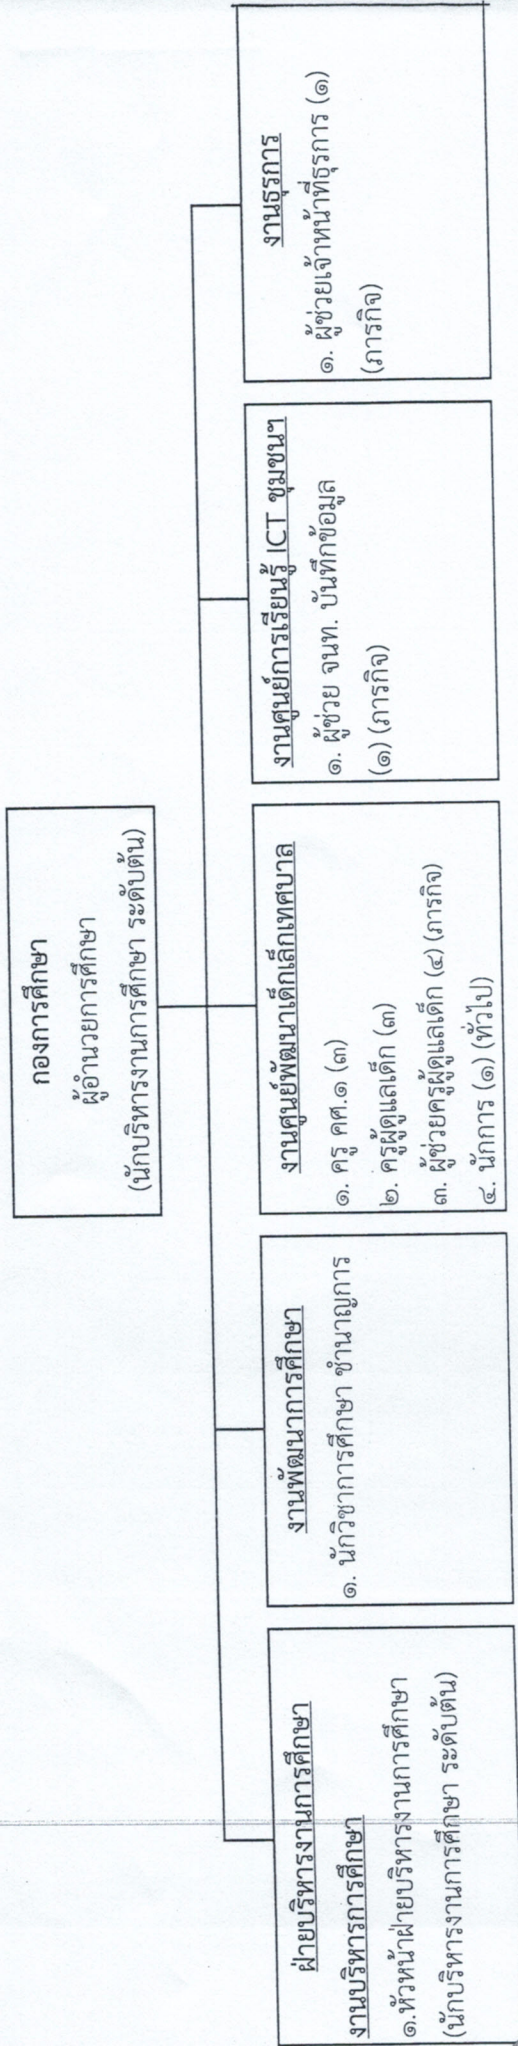 กองการศึกษา
ผู้อำนวยการศึกษา
(นักบริหารงานการศึกษา ระดับต้น)
ฝ่ายบริหารงานการศึกษา
งานบริหารการศึกษา
๑.หัวหน้าฝ่ายบริหารงานการศึกษา
(นักบริหารงานการศึกษา ระดับต้น)
งานพัฒนาการศึกษา
๑. นักวิชาการศึกษา ชำนาญการ
งานศูนย์พัฒนาเด็กเล็กเทศบาล
๑. ครู คศ.๑ (๓)
๒. ครูผู้ดูแลเด็ก (๓)
๓. ผู้ช่วยครูผู้ดูแลเด็ก (๔) (ภารกิจ)
๔. นักการ (๑) (ทั่วไป)
งานศูนย์การเรียนรู้ ICT ชุมชนฯ
๑. ผู้ช่วย จนท. บันทึกข้อมูล
(๑) (ภารกิจ)
งานธุรการ
๑. ผู้ช่วยเจ้าหน้าที่ธุรการ (๑)
(ภารกิจ)